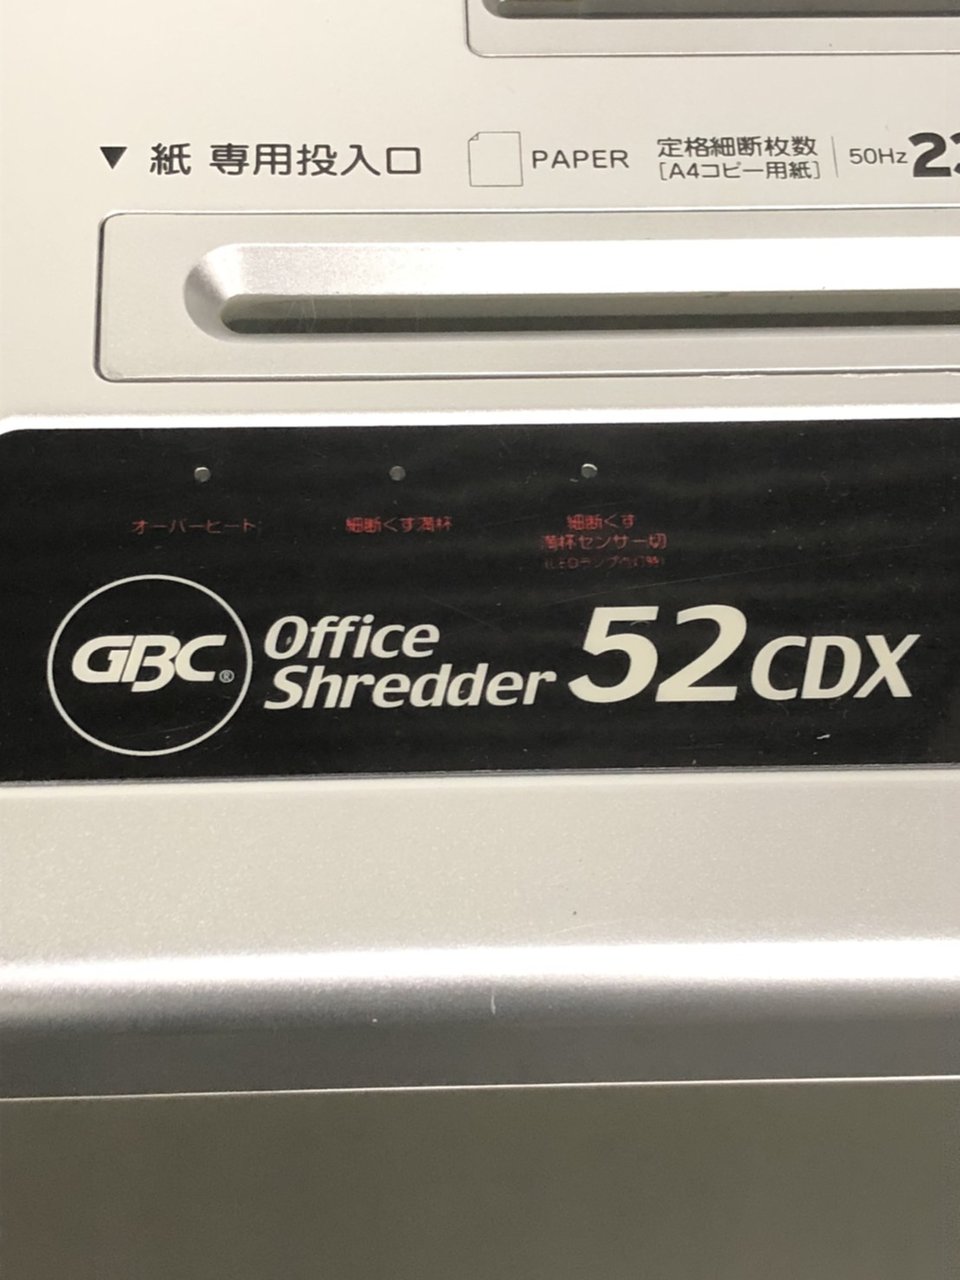 ▼ 紙 専用投入口 PAPER 定格細断枚数 50Hz
[A4コピー用紙]
オーバーヒート 細断くず満杯 細断くず
満杯センサー切
GBC® Office
Shredder 52CDX